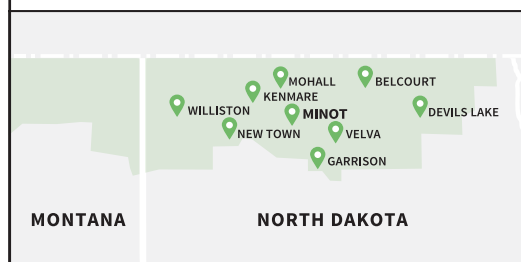 MOHALL
BELCOURT
KENMARE
WILLISTON
MINOT
DEVILS LAKE
NEW TOWN
VELVA
GARRISON
MONTANA
NORTH DAKOTA